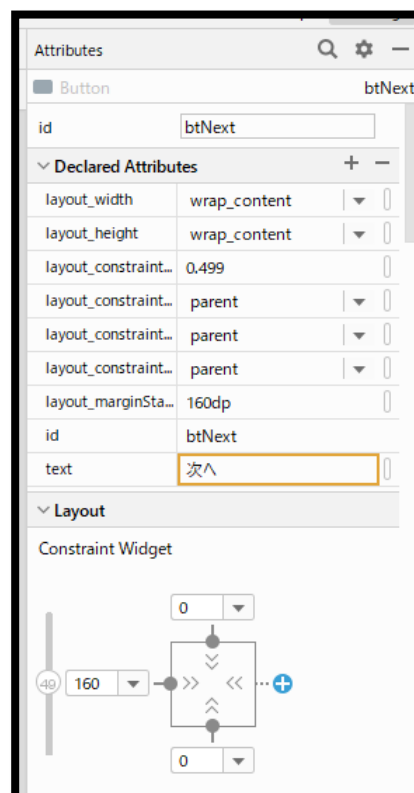 Attributes
Button btNext
id btNext
Declared Attributes
layout_width wrap_content
layout_height wrap_content
layout_constraint... 0.499
layout_constraint... parent
layout_constraint... parent
layout_constraint... parent
layout_marginSta... 160dp
id btNext
text 次へ
Layout
Constraint Widget
0
49 160
0